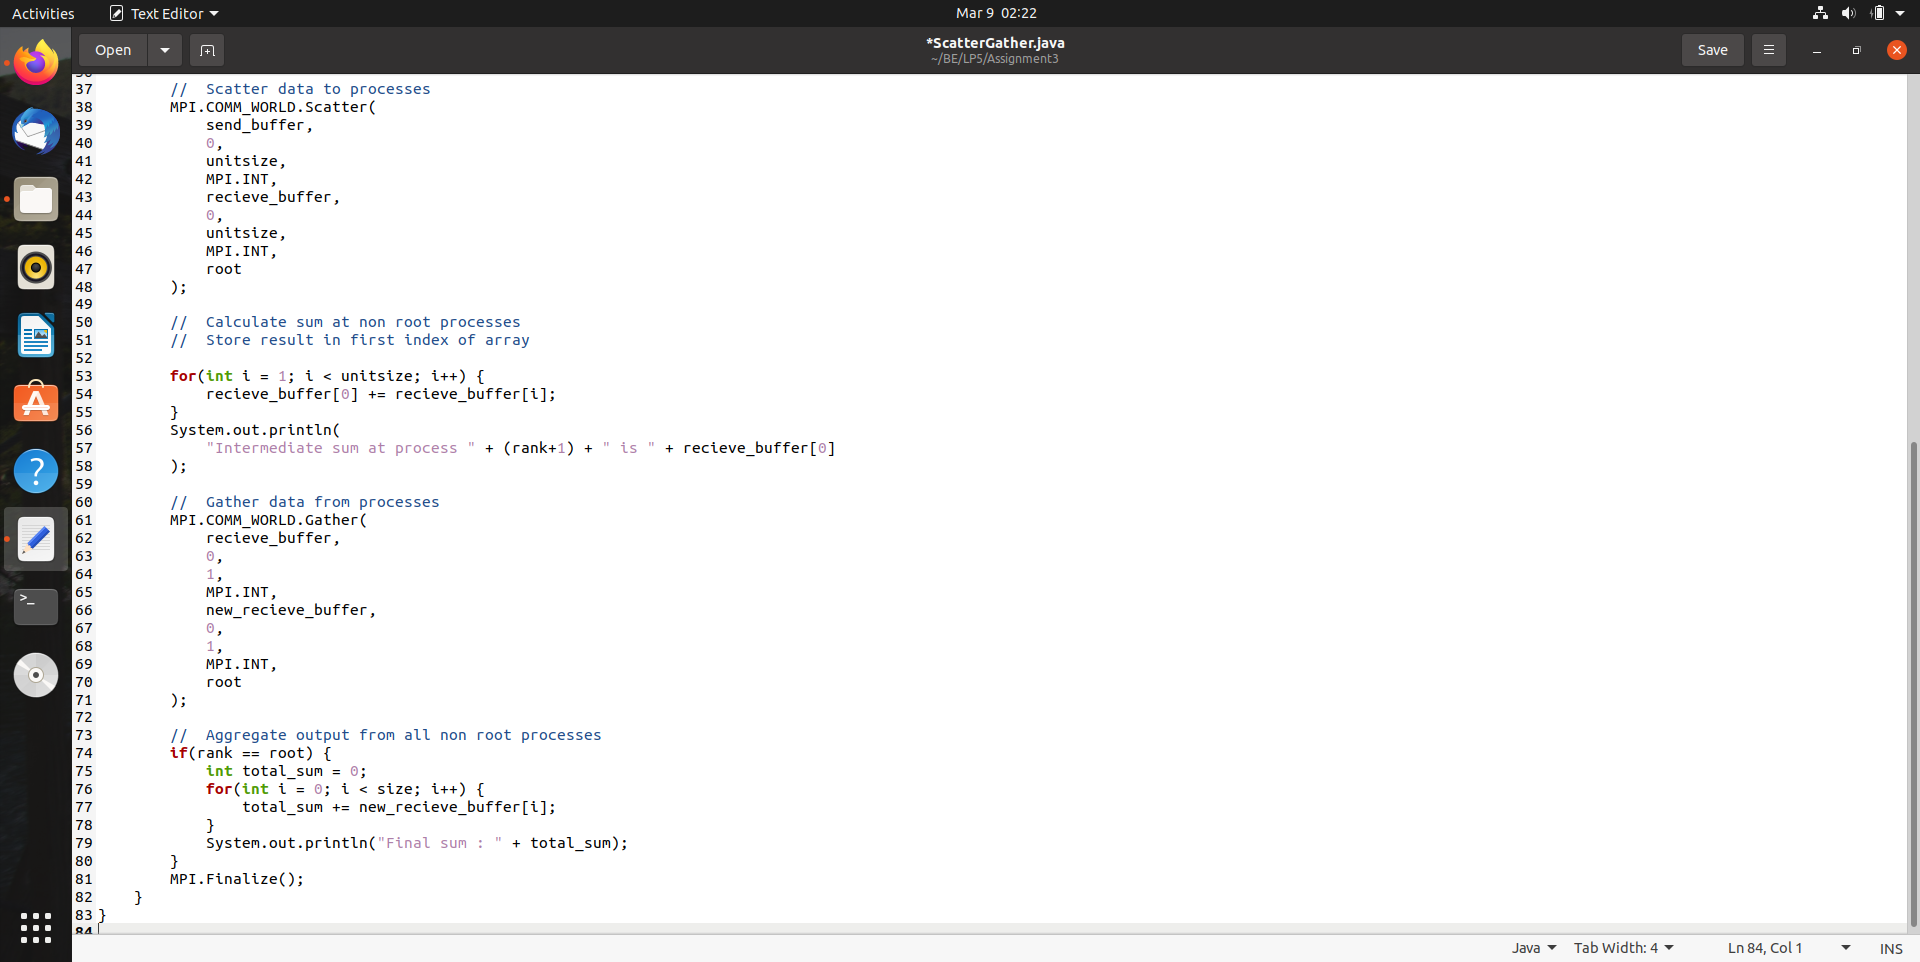 Activities
Text Editor
Mar 9 02:22
Open
*ScatterGather.java
~/BE/LP5/Assignment3
Save
37         //  Scatter data to processes
38         MPI.COMM_WORLD.Scatter(
39             send_buffer,
40             0,
41             unitsize,
42             MPI.INT,
43             recieve_buffer,
44             0,
45             unitsize,
46             MPI.INT,
47             root
48         );
49
50         //  Calculate sum at non root processes
51         //  Store result in first index of array
52
53         for(int i = 1; i < unitsize; i++) {
54             recieve_buffer[0] += recieve_buffer[i];
55         }
56         System.out.println(
57             "Intermediate sum at process " + (rank+1) + " is " + recieve_buffer[0]
58         );
59
60         //  Gather data from processes
61         MPI.COMM_WORLD.Gather(
62             recieve_buffer,
63             0,
64             1,
65             MPI.INT,
66             new_recieve_buffer,
67             0,
68             1,
69             MPI.INT,
70             root
71         );
72
73         //  Aggregate output from all non root processes
74         if(rank == root) {
75             int total_sum = 0;
76             for(int i = 0; i < size; i++) {
77                 total_sum += new_recieve_buffer[i];
78             }
79             System.out.println("Final sum : " + total_sum);
80         }
81         MPI.Finalize();
82     }
83 }
84
Java
Tab Width: 4
Ln 84, Col 1
INS